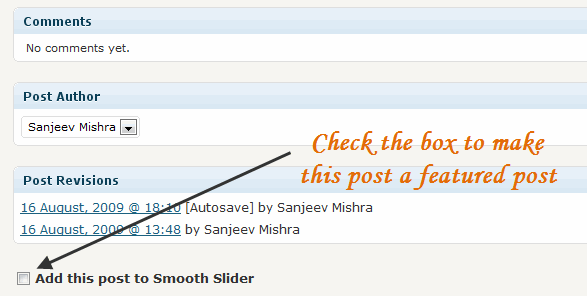 Comments
No comments yet.
Post Author
Sanjeev Mishra
Check the box to make
this post a featured post
Post Revisions
16 August, 2009 @ 18:10 [Autosave] by Sanjeev Mishra
16 August, 2009 @ 13:48 by Sanjeev Mishra
Add this post to Smooth Slider